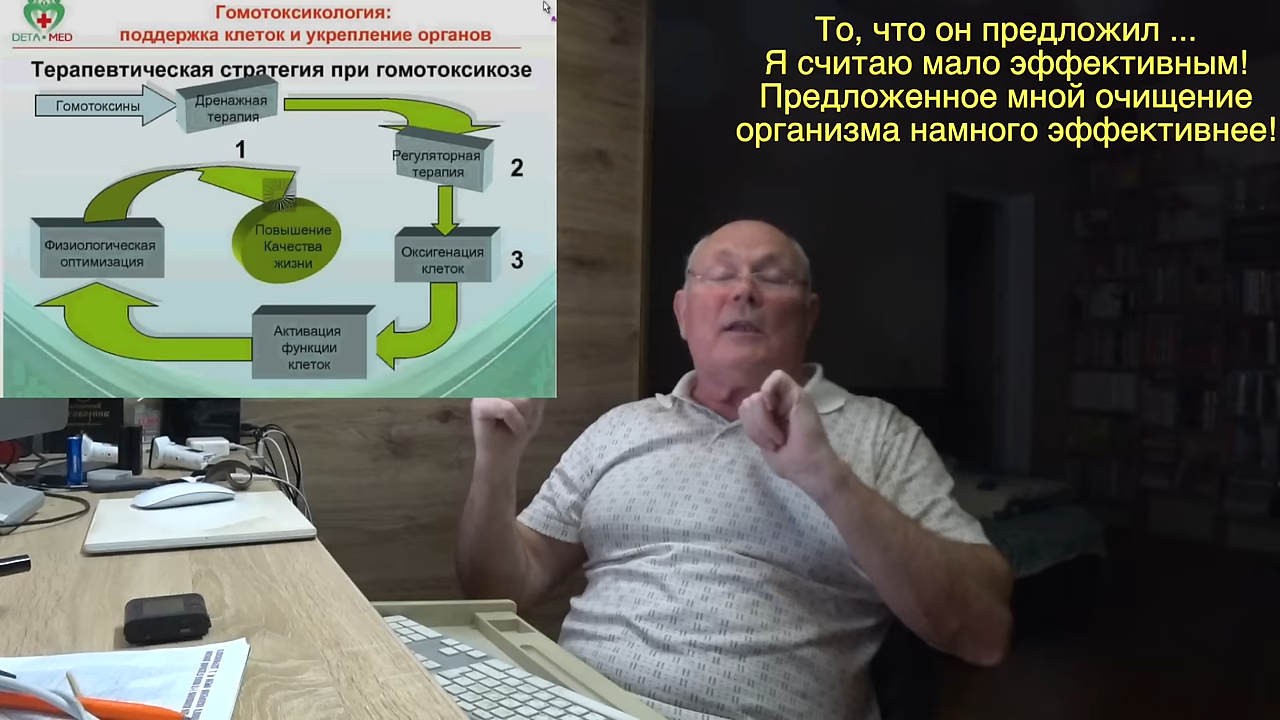 DETA MED
Гомотоксикология:
поддержка клеток и укрепление органов
Терапевтическая стратегия при гомотоксикозе
Гомотоксины
Дренажная
терапия
1
Регуляторная
терапия
2
Оксигенация
клеток
3
Активация
функции
клеток
Физиологическая
оптимизация
Повышение
Качества
жизни
То, что он предложил ...
Я считаю мало эффективным!
Предложенное мной очищение
организма намного эффективнее!